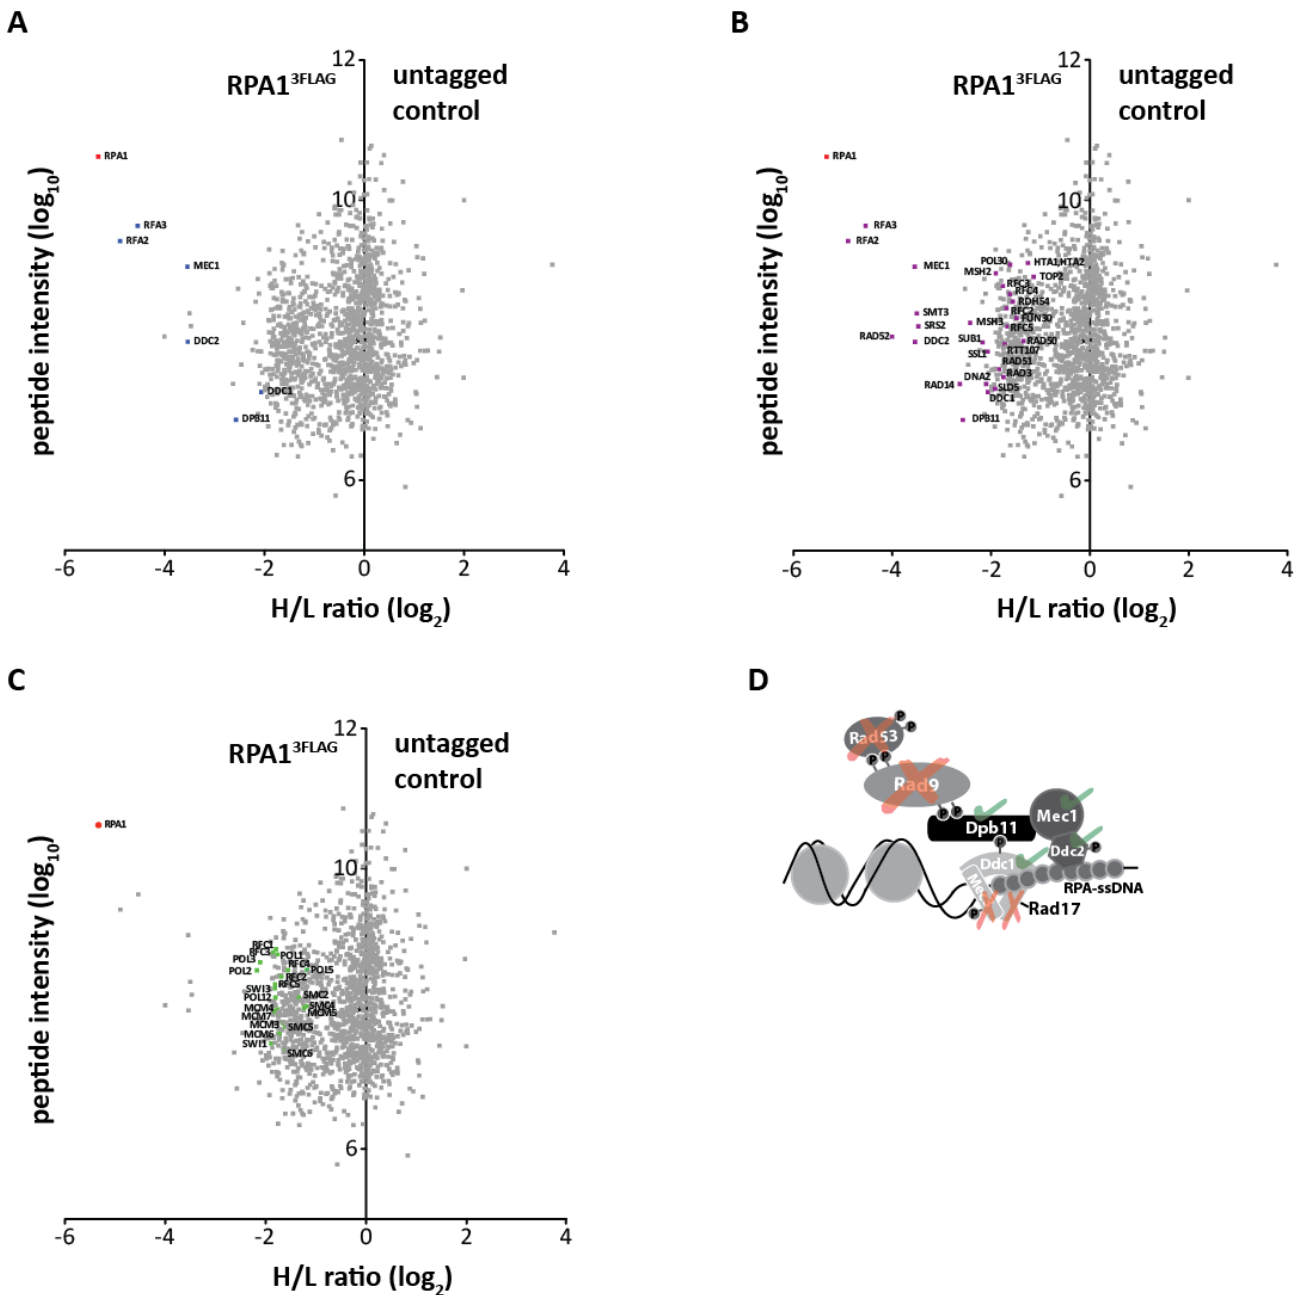 A
RPA1 3FLAG
untagged
control
peptide intensity (log10)
12
10
6
RPA1
RFA3
RFA2
MEC1
DDC2
DDC1
DPB11
-6
-4
-2
0
2
4
H/L ratio (log2)
B
RPA1 3FLAG
untagged
control
peptide intensity (log10)
12
10
6
RPA1
RFA3
RFA2
MEC1
POL30
HTA1,HTA2
MSH2
TOP2
RFC3
RFC4
RDH54
RFC2
SMT3
FUN30
SRS2
MSH3
RFC5
RAD52
DDC2
SUB1
RAD50
RTT107
SSL1
RAD51
RAD3
DNA2
RAD14
SLD5
DDC1
DPB11
-6
-4
-2
0
2
4
H/L ratio (log2)
C
RPA1 3FLAG
untagged
control
peptide intensity (log10)
12
10
6
RPA1
RFC1
RFC3
POL1
POL3
RFC4
POL2
POL5
RFC2
RFC5
SWI3
POL12
SMC2
MCM4
SMC4
MCM7
MCM5
MCM3
SMC5
MCM6
SWI1
SMC6
-6
-4
-2
0
2
4
H/L ratio (log2)
D
P
P
Rad53
P
P
Rad9
P
P
Mec1
Dpb11
P
Ddc2
P
Ddc1
RPA-ssDNA
P
Rad17